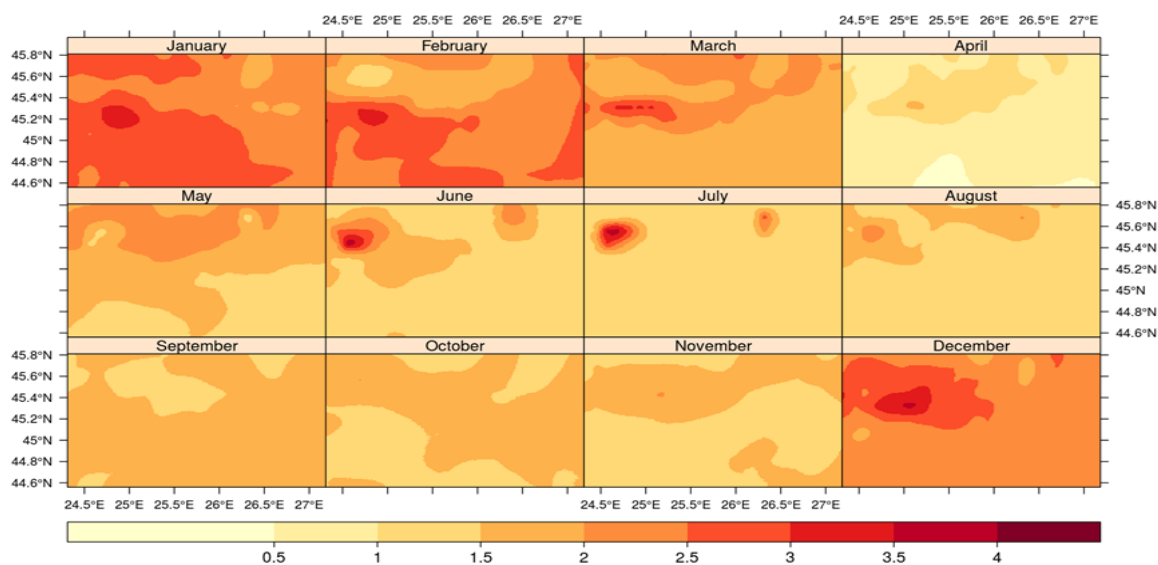 24.5°E 25°E 25.5°E 26°E 26.5°E 27°E 24.5°E 25°E 25.5°E 26°E 26.5°E 27°E
January February March April
45.8°N
45.6°N
45.4°N
45.2°N
45°N
44.8°N
44.6°N
May June July August
45.8°N
45.6°N
45.4°N
45.2°N
45°N
44.8°N
44.6°N
September October November December
45.8°N
45.6°N
45.4°N
45.2°N
45°N
44.8°N
44.6°N
24.5°E 25°E 25.5°E 26°E 26.5°E 27°E 24.5°E 25°E 25.5°E 26°E 26.5°E 27°E
0.5 1 1.5 2 2.5 3 3.5 4